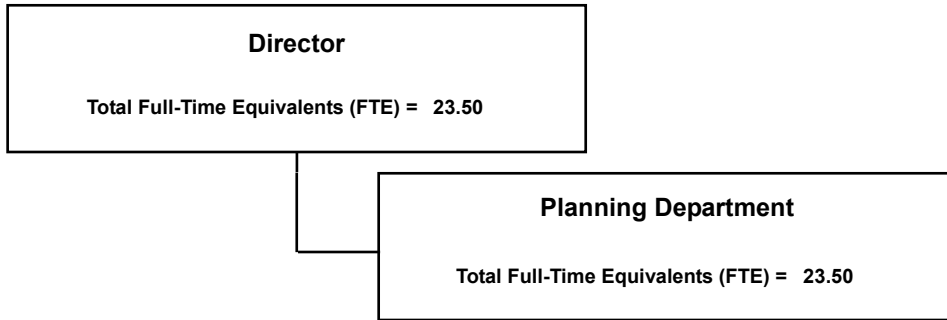 Director
Total Full-Time Equivalents (FTE) = 23.50
Planning Department
Total Full-Time Equivalents (FTE) = 23.50